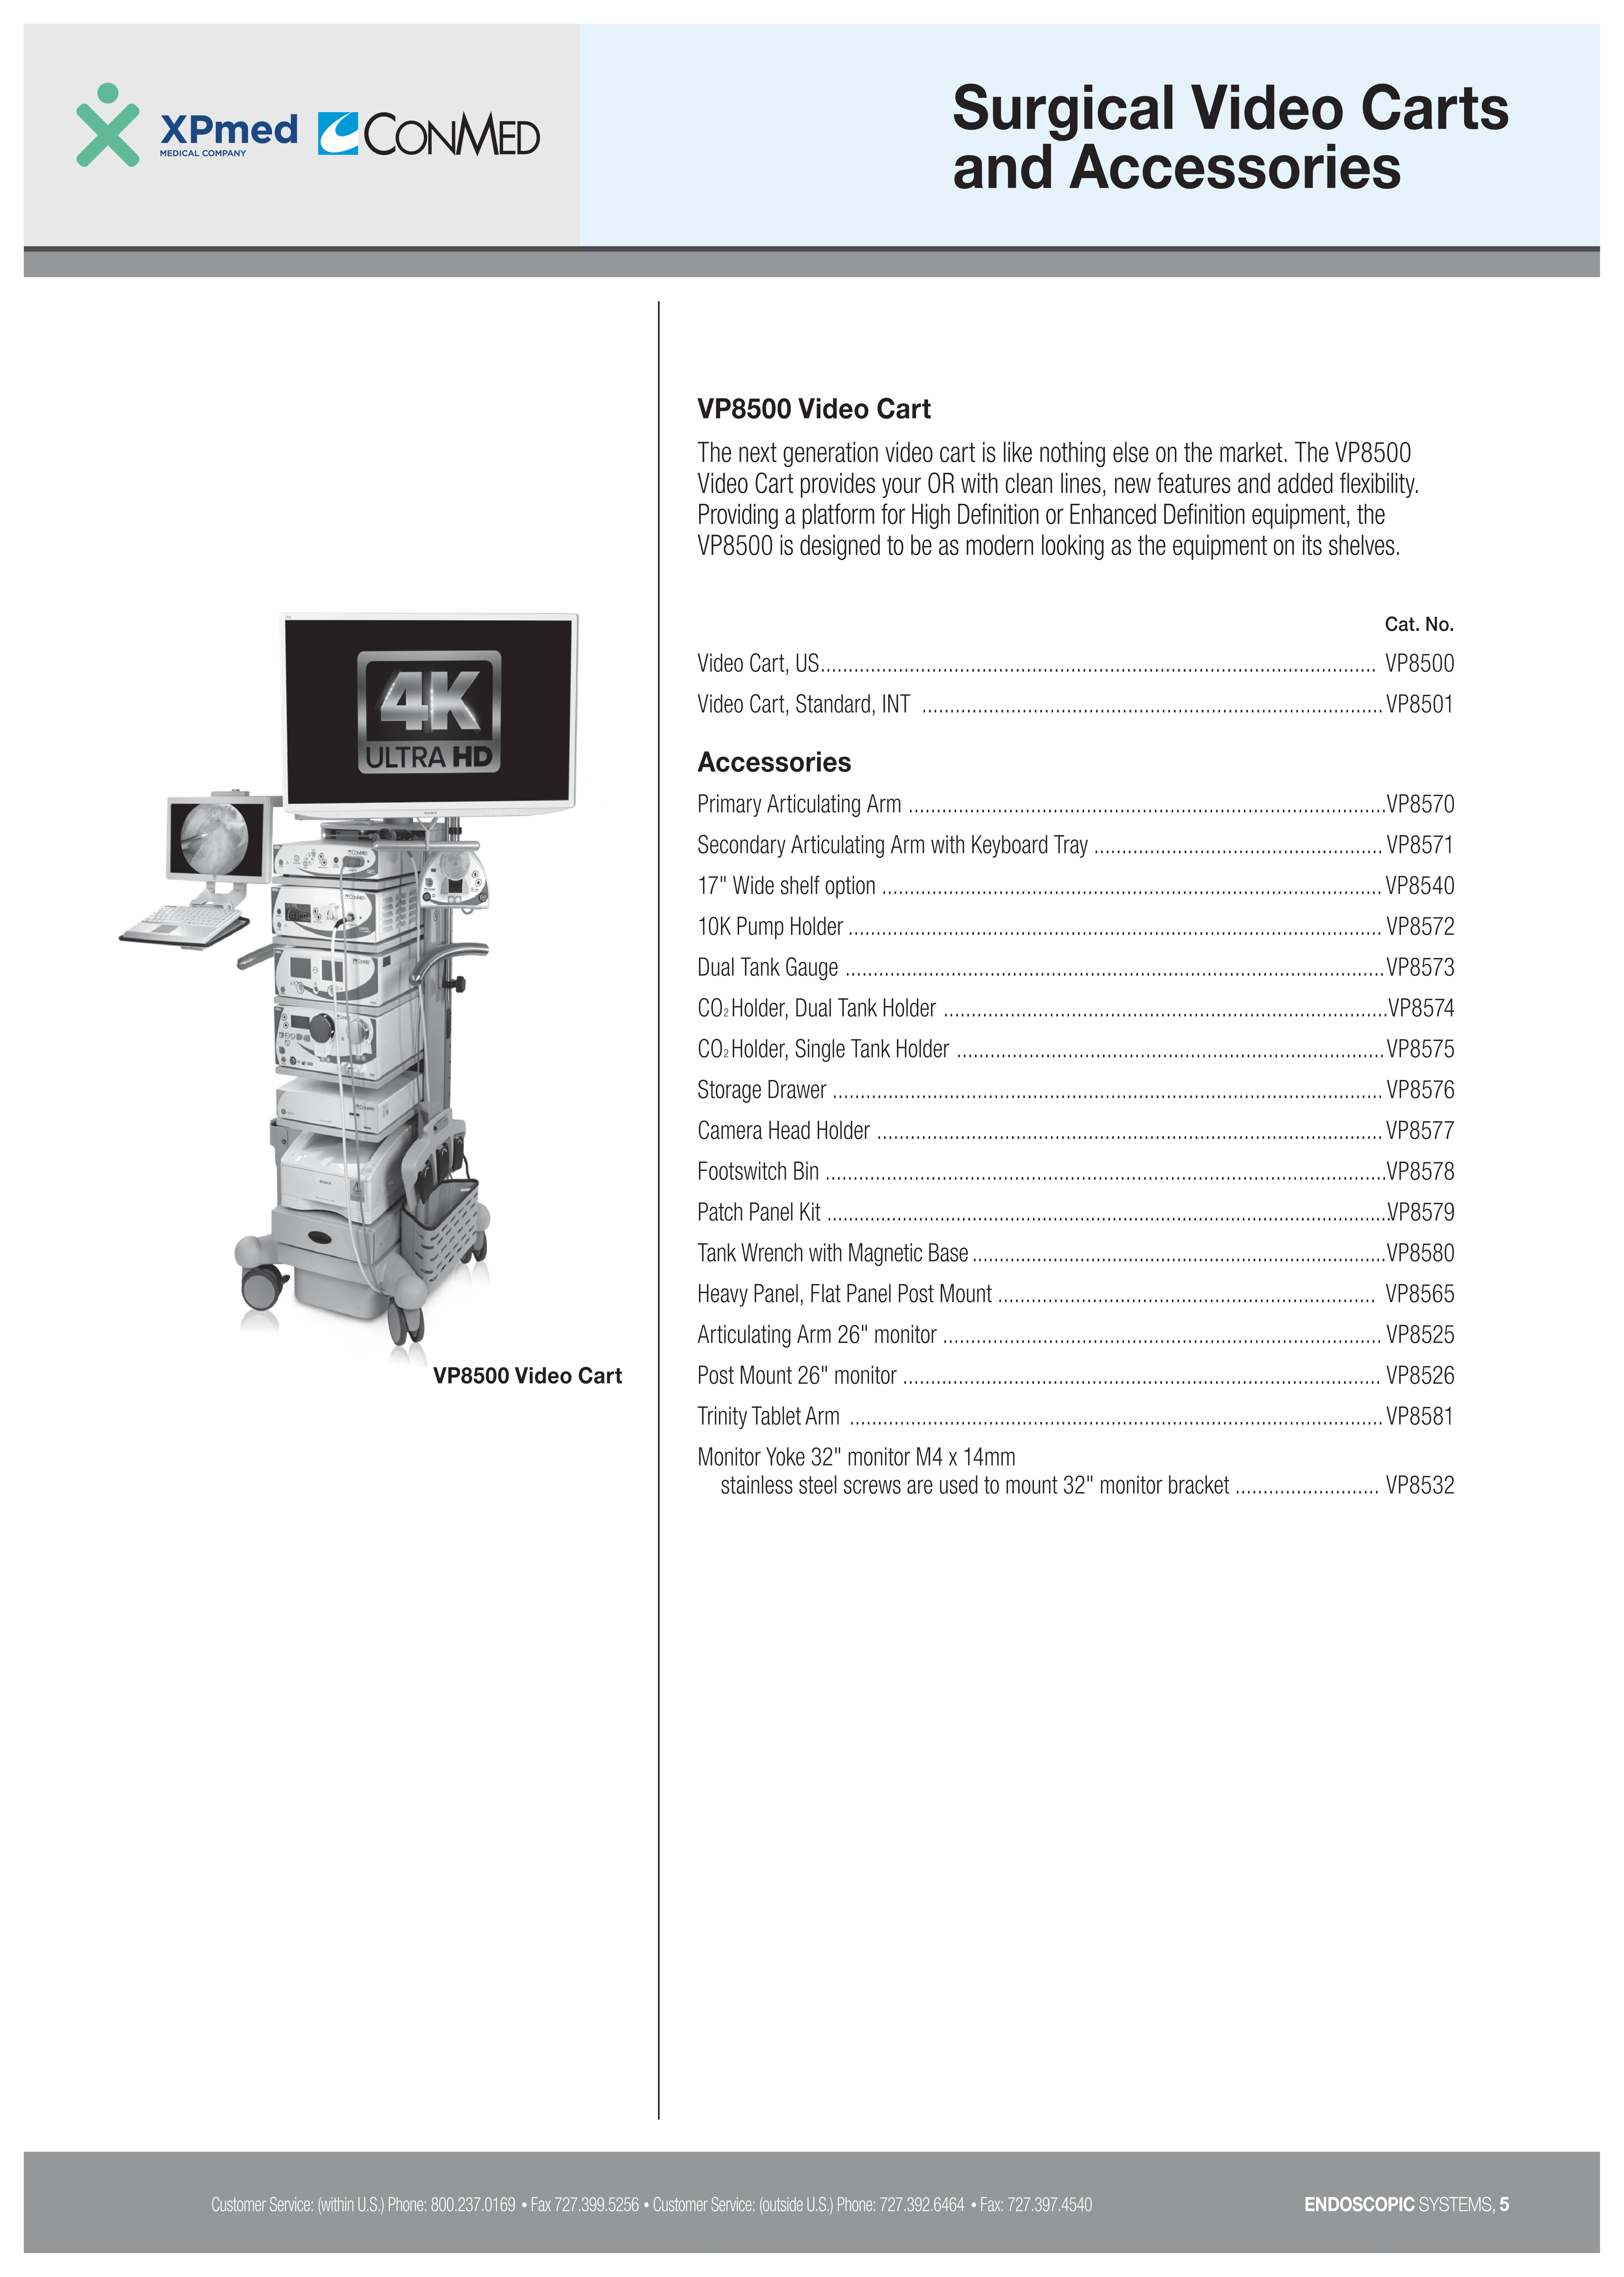 XPmed
MEDICAL COMPANY
CONMED
Surgical Video Carts
and Accessories
VP8500 Video Cart
The next generation video cart is like nothing else on the market. The VP8500
Video Cart provides your OR with clean lines, new features and added flexibility.
Providing a platform for High Definition or Enhanced Definition equipment, the
VP8500 is designed to be as modern looking as the equipment on its shelves.
Cat. No.
Video Cart, US VP8500
Video Cart, Standard, INT VP8501
Accessories
Primary Articulating Arm VP8570
Secondary Articulating Arm with Keyboard Tray VP8571
17" Wide shelf option VP8540
10K Pump Holder VP8572
Dual Tank Gauge VP8573
CO₂ Holder, Dual Tank Holder VP8574
CO₂ Holder, Single Tank Holder VP8575
Storage Drawer VP8576
Camera Head Holder VP8577
Footswitch Bin VP8578
Patch Panel Kit VP8579
Tank Wrench with Magnetic Base VP8580
Heavy Panel, Flat Panel Post Mount VP8565
Articulating Arm 26" monitor VP8525
Post Mount 26" monitor VP8526
Trinity Tablet Arm VP8581
Monitor Yoke 32" monitor M4 x 14mm
stainless steel screws are used to mount 32" monitor bracket VP8532
4K
ULTRA HD
VP8500 Video Cart
Customer Service: (within U.S.) Phone: 800.237.0169 • Fax 727.399.5256 • Customer Service: (outside U.S.) Phone: 727.392.6464 • Fax: 727.397.4540
ENDOSCOPIC SYSTEMS, 5